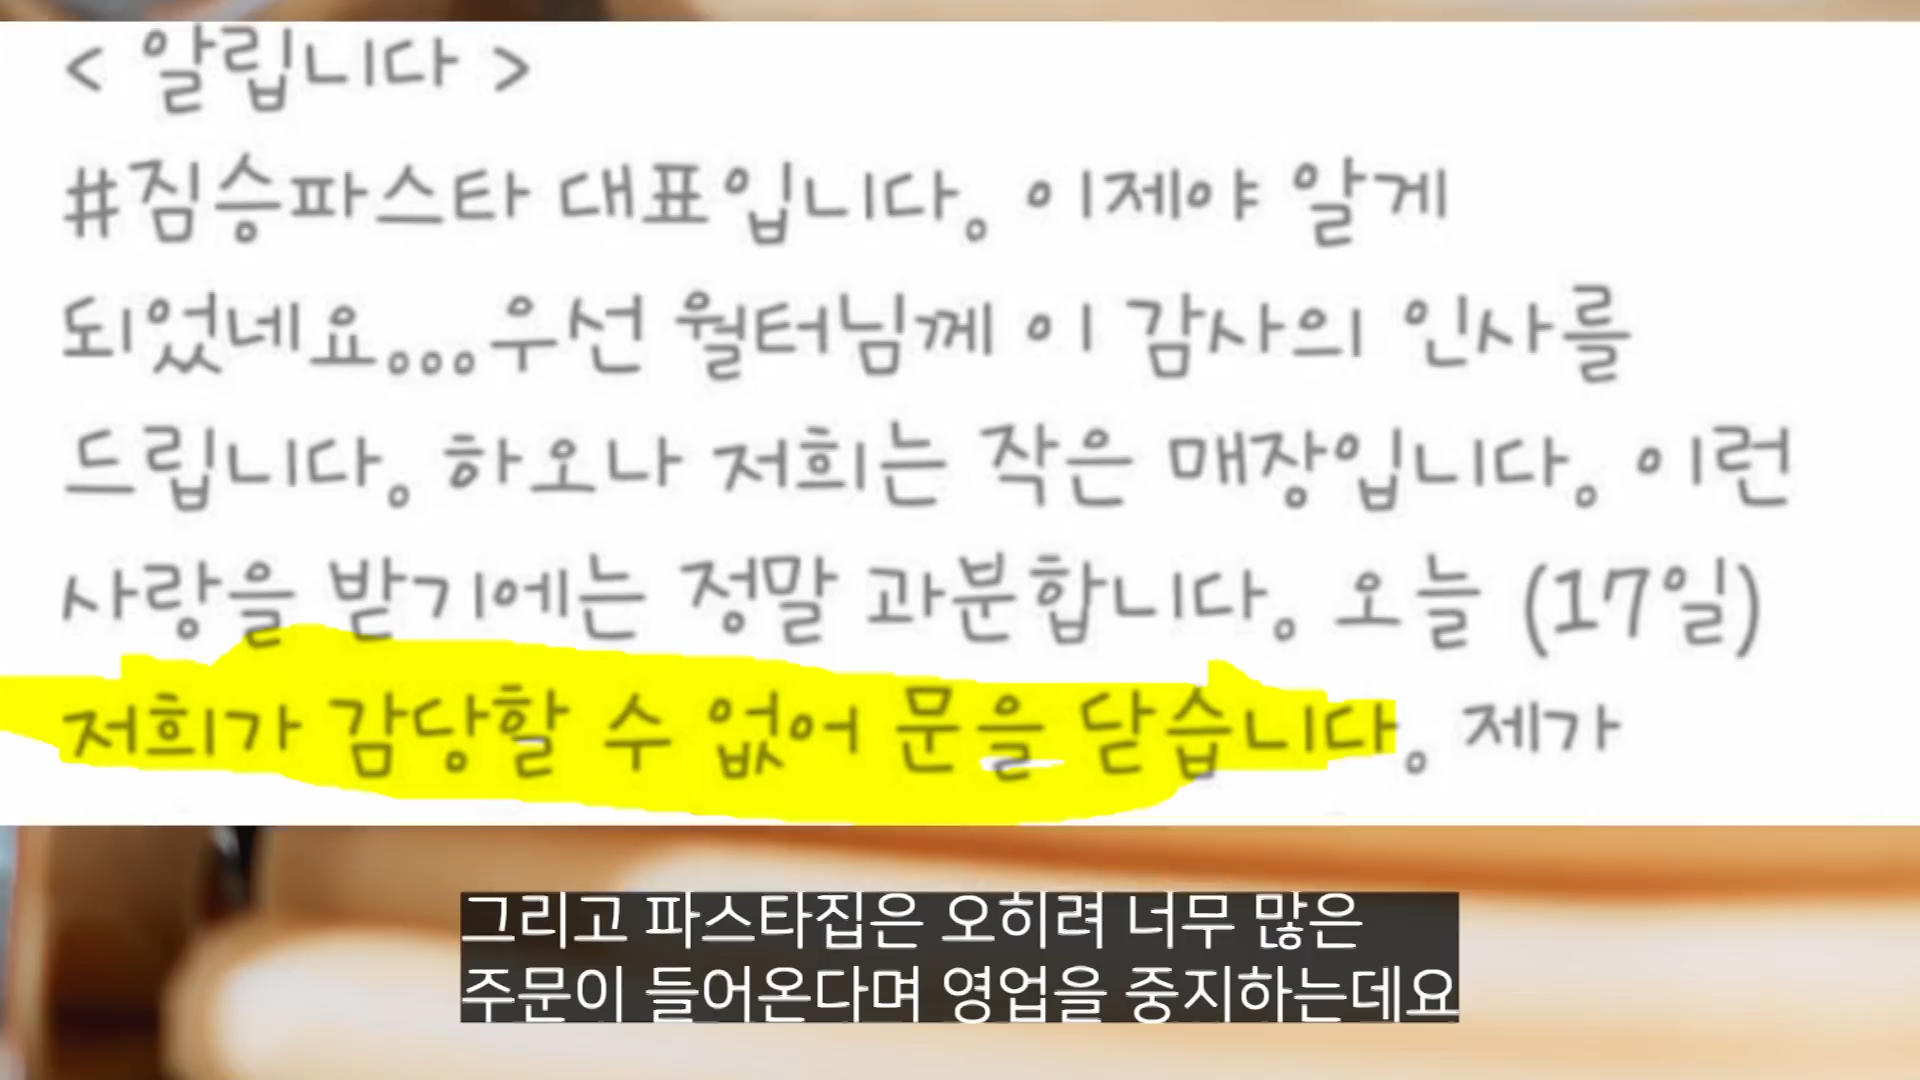 < 알립니다 >
#짐승파스타 대표입니다. 이제야 알게
되었네요...우선 월터님께 이 감사의 인사를
드립니다. 하오나 저희는 작은 매장입니다. 이런
사랑을 받기에는 정말 과분합니다. 오늘 (17일)
저희가 감당할 수 없어 문을 닫습니다. 제가
그리고 파스타집은 오히려 너무 많은
주문이 들어온다며 영업을 중지하는데요